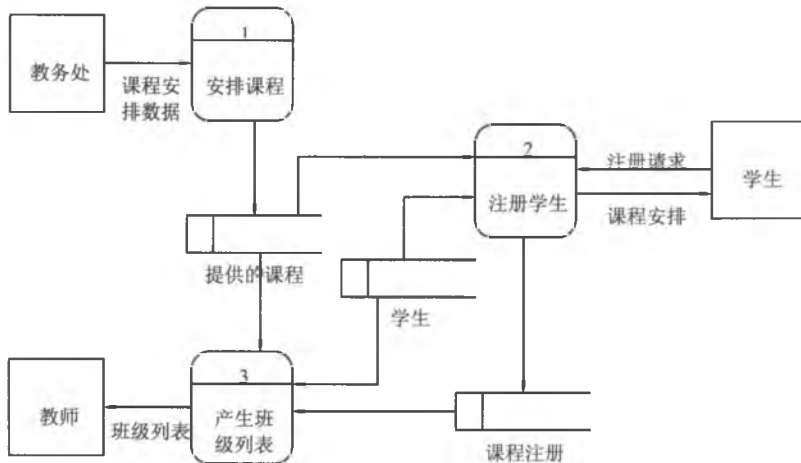 1
教务处
课程安
排数据
安排课程
2
注册请求
学生
注册学生
课程安排
提供的课程
学生
3
教师
班级列表
产生班
级列表
课程注册